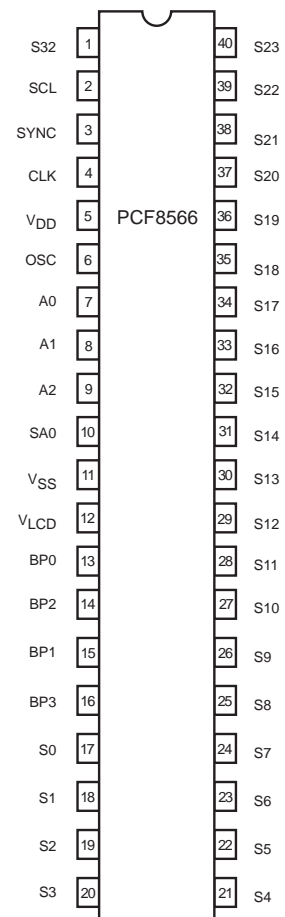 S32 1 40 S23
SCL 2 39 S22
SYNC 3 38 S21
CLK 4 37 S20
VDD 5 PCF8566 36 S19
OSC 6 35 S18
A0 7 34 S17
A1 8 33 S16
A2 9 32 S15
SA0 10 31 S14
VSS 11 30 S13
VLCD 12 29 S12
BP0 13 28 S11
BP2 14 27 S10
BP1 15 26 S9
BP3 16 25 S8
S0 17 24 S7
S1 18 23 S6
S2 19 22 S5
S3 20 21 S4